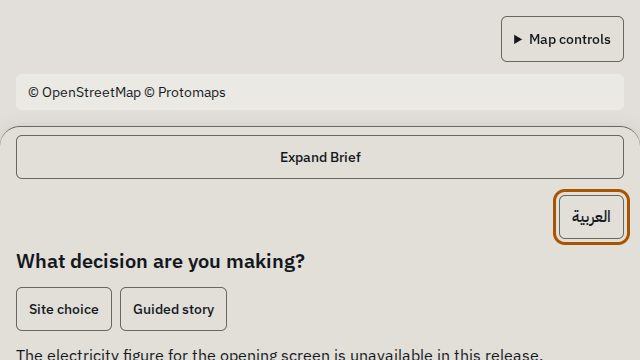 ▶ Map controls
© OpenStreetMap © Protomaps
Expand Brief
العربية
What decision are you making?
Site choice
Guided story
The electricity figure for the opening screen is unavailable in this release.